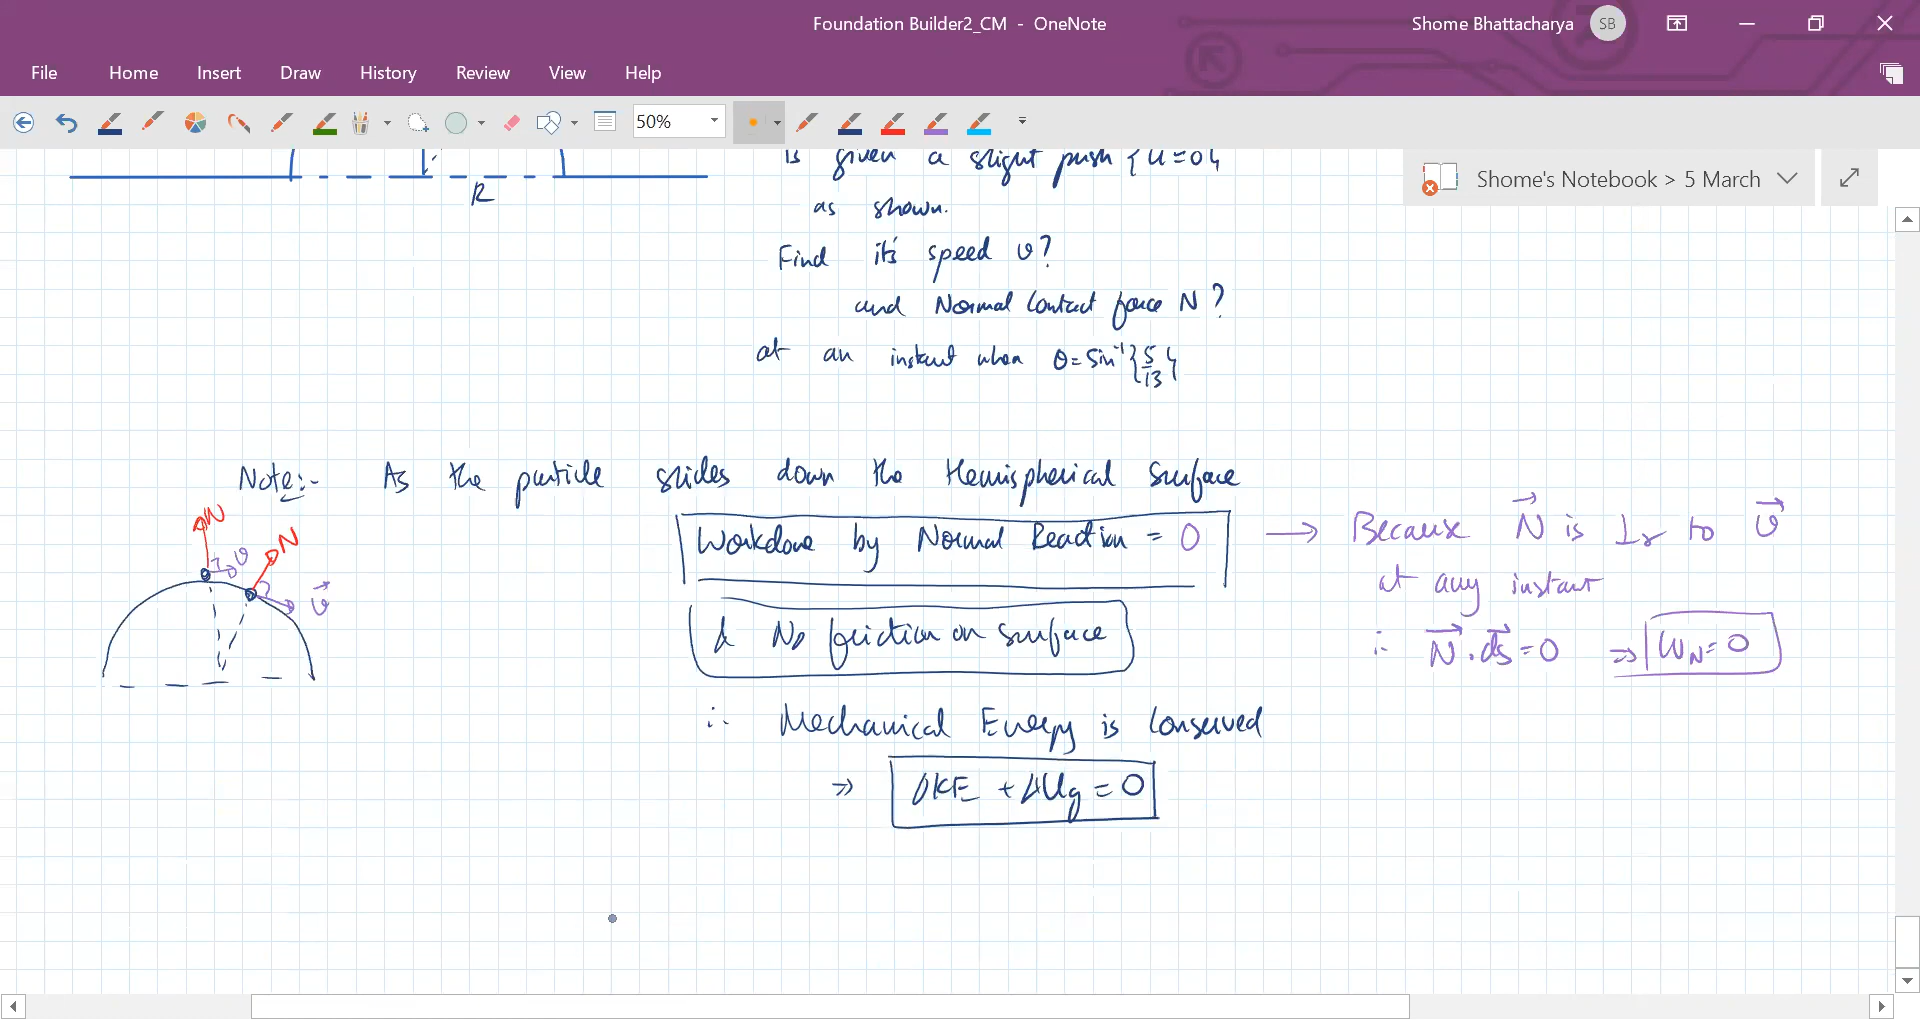 Foundation Builder2_CM - OneNote
Shome Bhattacharya SB
File Home Insert Draw History Review View Help
50%
Shome's Notebook > 5 March
R
is given a slight push {u=0}
as shown.
Find it's speed v?
and Normal Contact force N?
at an instant when θ = Sin⁻¹{5/13}
Note:- As the particle slides down the Hemispherical Surface
N
N
v
v⃗
Workdone by Normal Reaction = 0 → Because N⃗ is ⊥r to v⃗
at any instant
& No friction on surface
∴ N⃗ . ds⃗ = 0 ⇒ W_N = 0
∴ Mechanical Energy is Conserved
⇒ ΔKE + ΔUg = 0